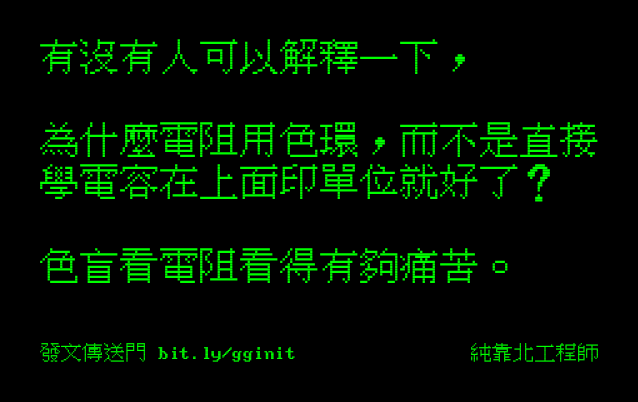 有沒有人可以解釋一下，
為什麼電阻用色環，而不是直接
學電容在上面印單位就好了？
色盲看電阻看得有夠痛苦。
發文傳送門 bit.ly/gginit
純靠北工程師